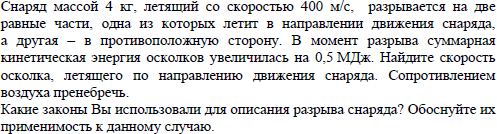 Снаряд массой 4 кг, летящий со скоростью 400 м/с, разрывается на две
равные части, одна из которых летит в направлении движения снаряда,
а другая – в противоположную сторону. В момент разрыва суммарная
кинетическая энергия осколков увеличилась на 0,5 МДж. Найдите скорость
осколка, летящего по направлению движения снаряда. Сопротивлением
воздуха пренебречь.
Какие законы Вы использовали для описания разрыва снаряда? Обоснуйте их
применимость к данному случаю.